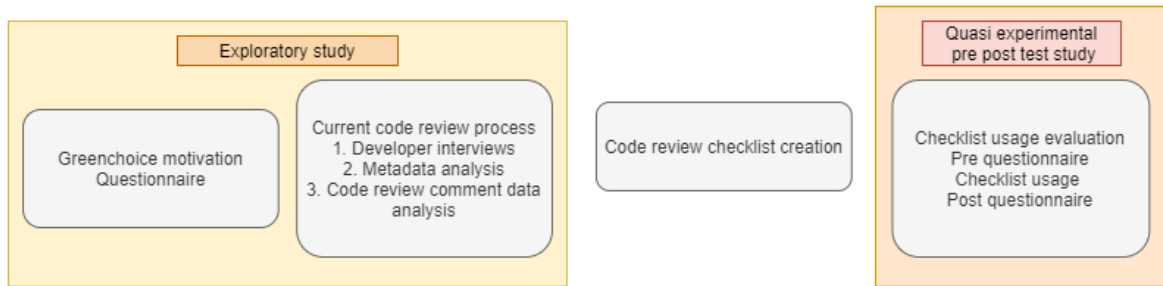 Exploratory study
Greenchoice motivation
Questionnaire
Current code review process
1. Developer interviews
2. Metadata analysis
3. Code review comment data
analysis
Code review checklist creation
Quasi experimental
pre post test study
Checklist usage evaluation
Pre questionnaire
Checklist usage
Post questionnaire